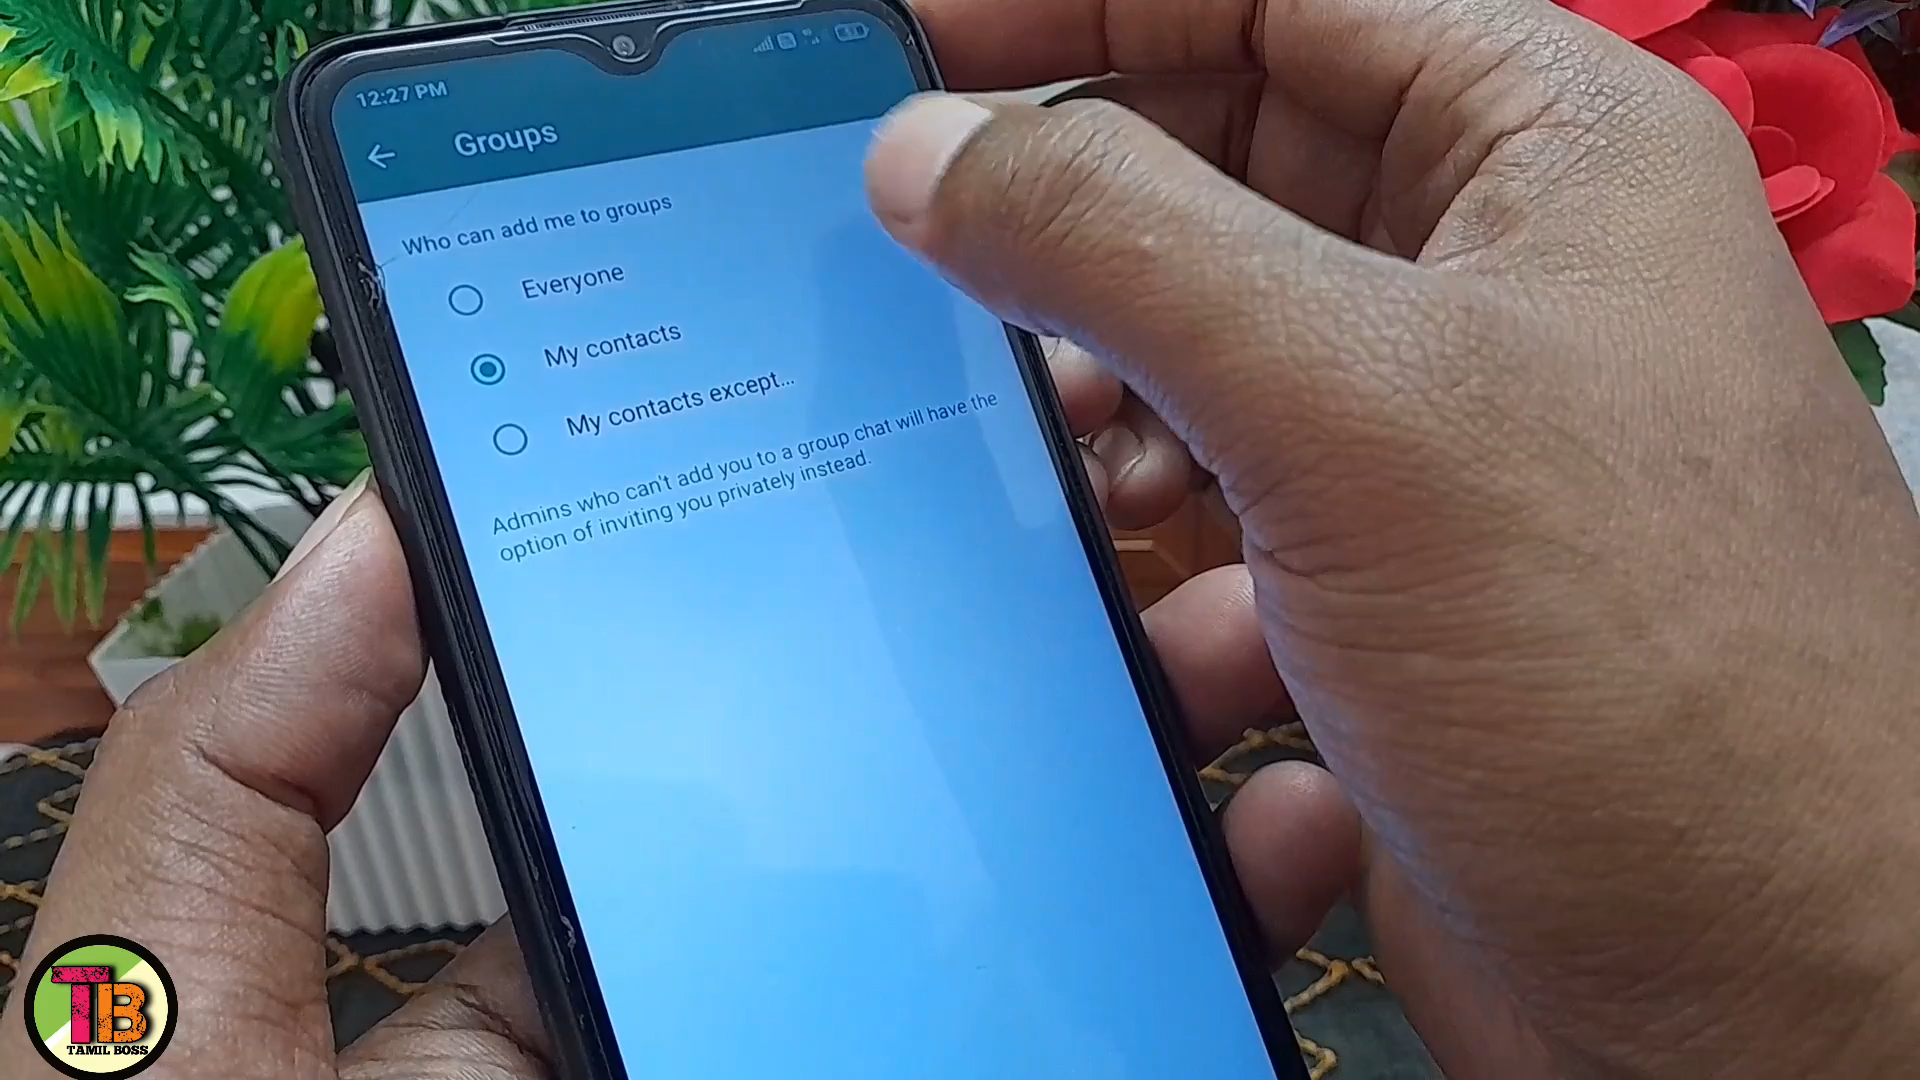 12:27 PM
Groups
Who can add me to groups
Everyone
My contacts
My contacts except...
Admins who can't add you to a group chat will have the
option of inviting you privately instead.
TB
TAMIL BOSS